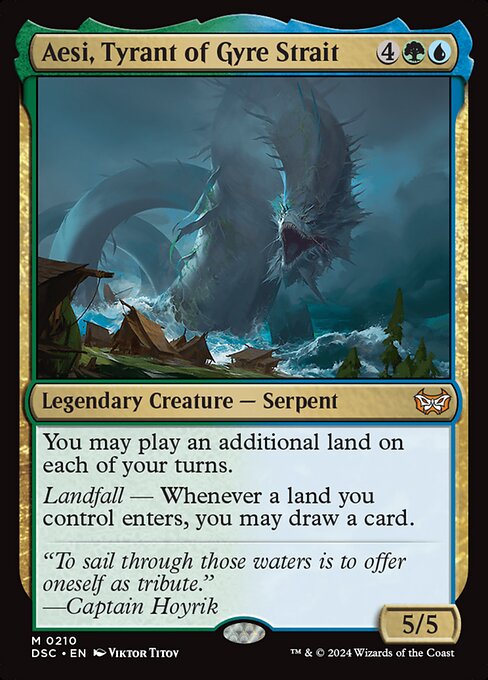 Aesi, Tyrant of Gyre Strait 4
Legendary Creature — Serpent
You may play an additional land on
each of your turns.
Landfall — Whenever a land you
control enters, you may draw a card.
“To sail through those waters is to offer
oneself as tribute.”
—Captain Hoyrik
5/5
M 0210
DSC • EN Viktor Titov
™ & © 2024 Wizards of the Coast